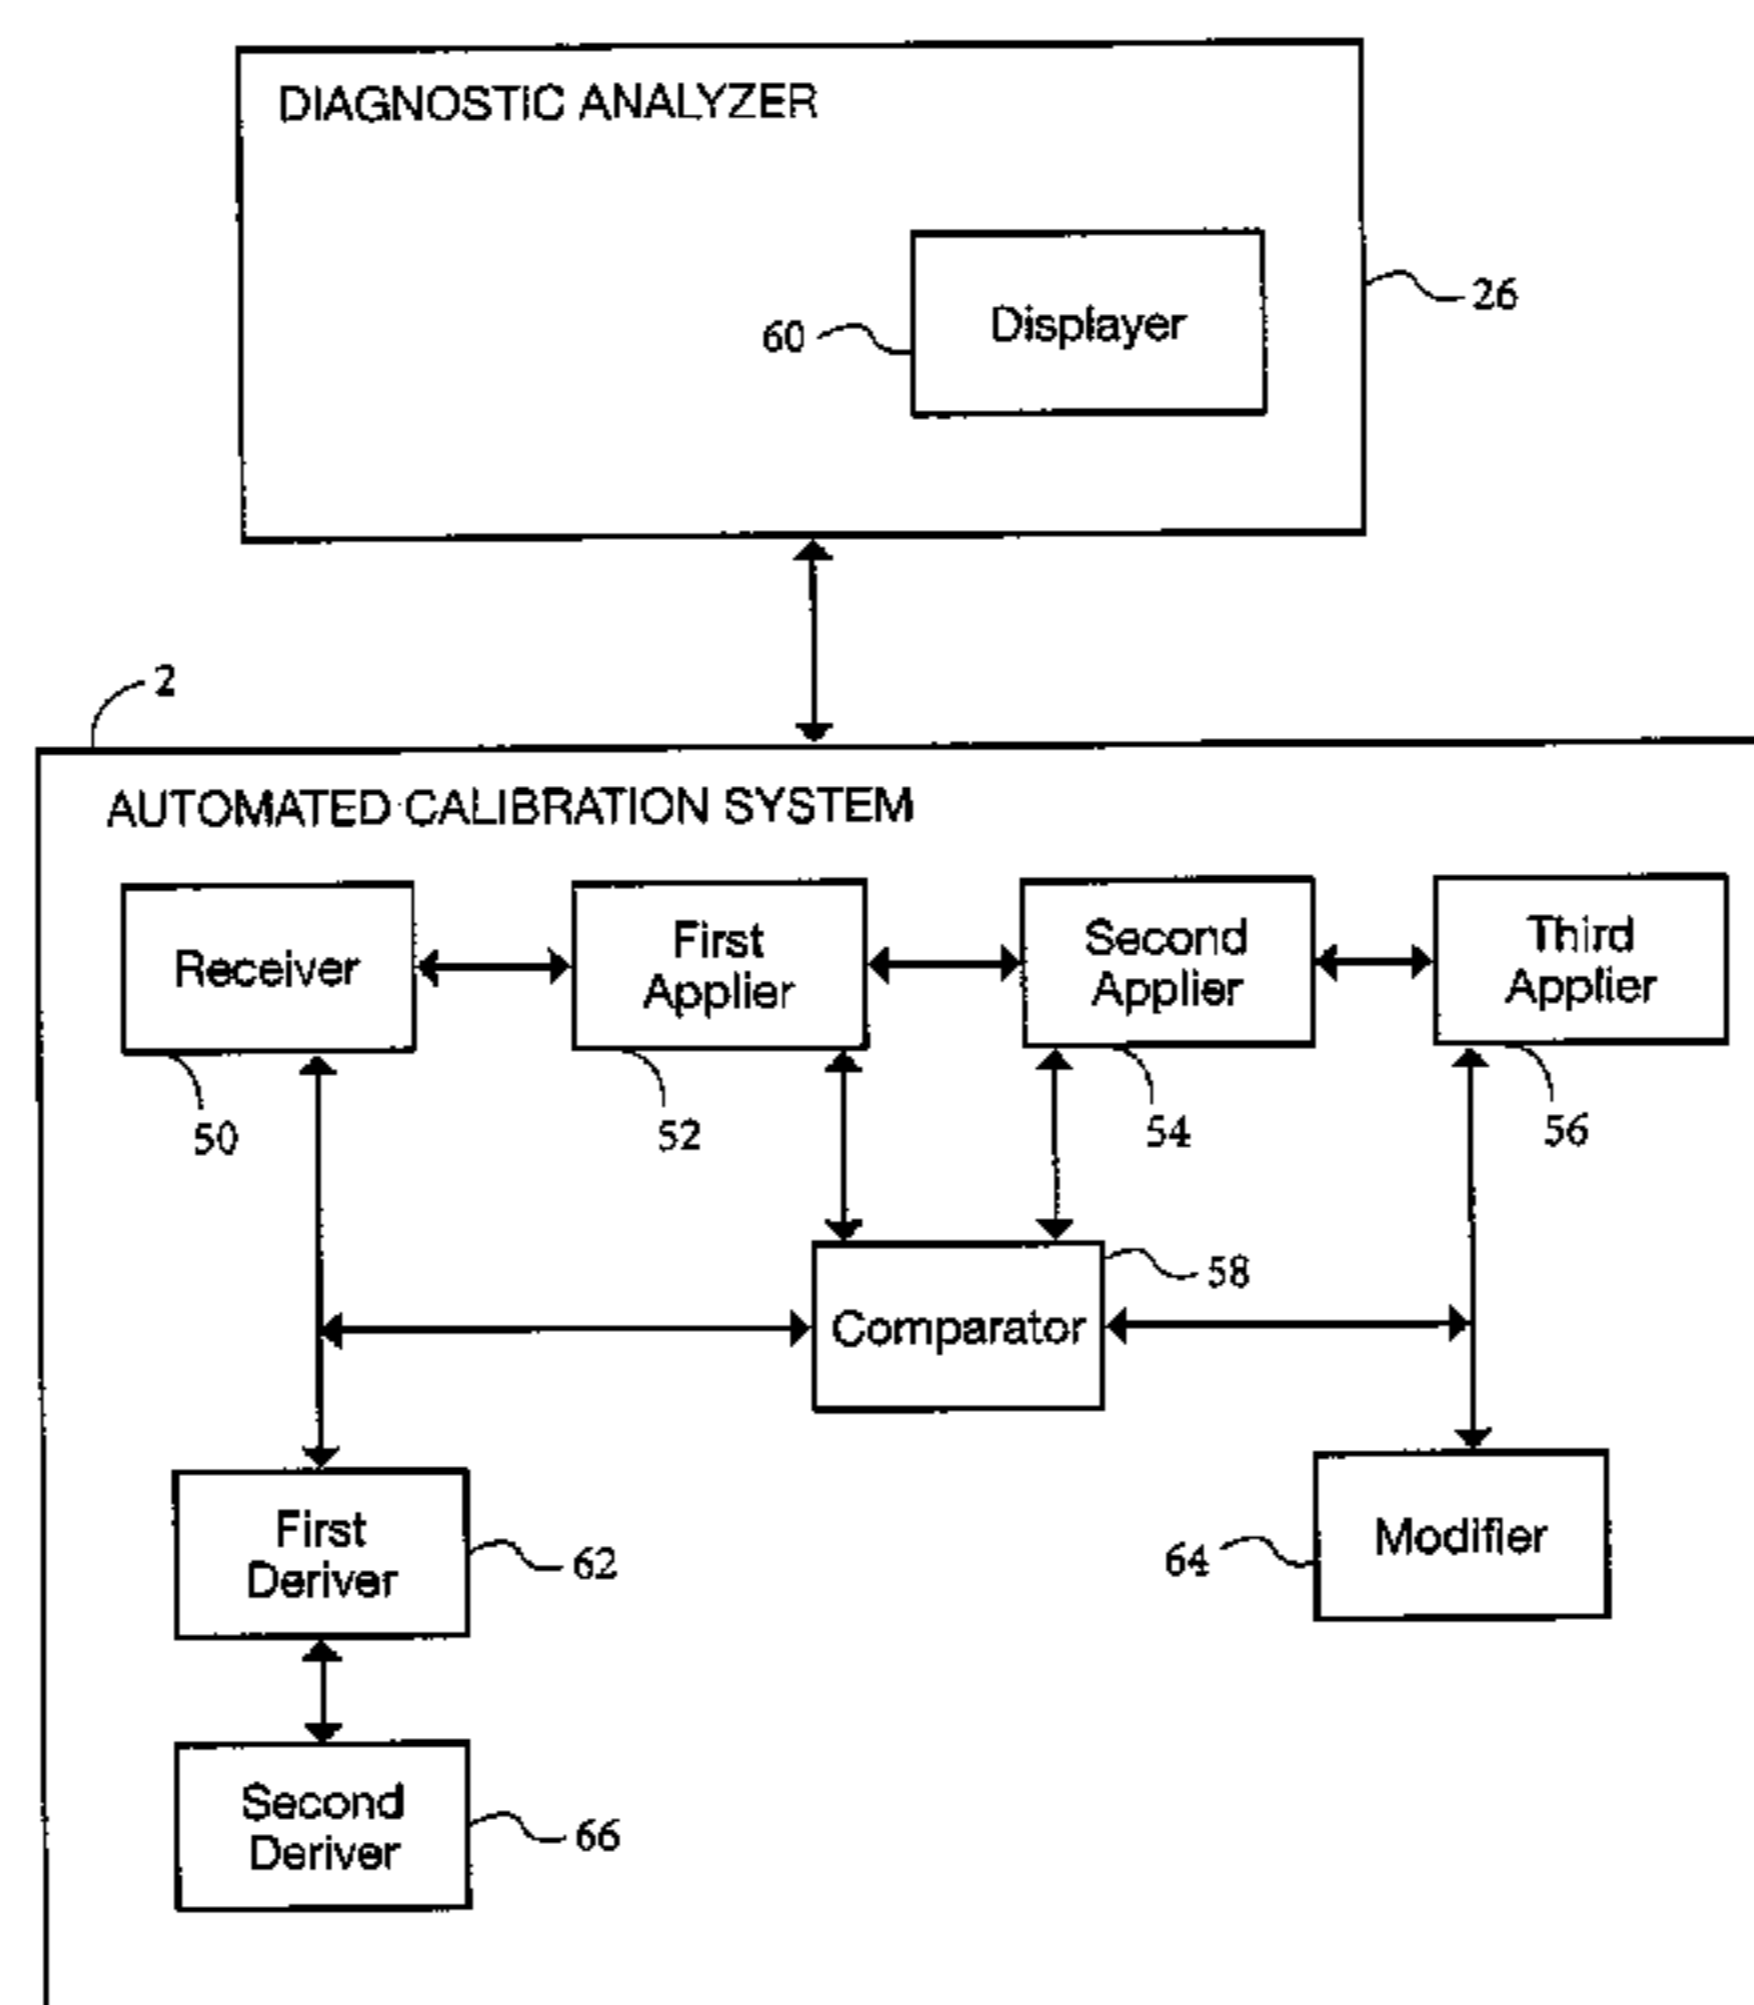 DIAGNOSTIC ANALYZER
Displayer
60
26
2
AUTOMATED CALIBRATION SYSTEM
Receiver
First
Applier
Second
Applier
Third
Applier
50
52
54
56
Comparator
58
First
Deriver
62
Modifier
64
Second
Deriver
66